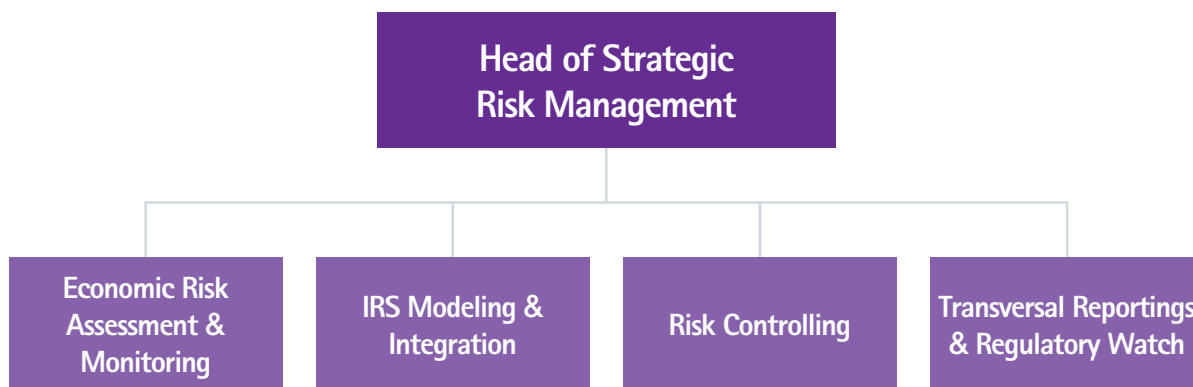 Head of Strategic
Risk Management
Economic Risk
Assessment &
Monitoring
IRS Modeling &
Integration
Risk Controlling
Transversal Reportings
& Regulatory Watch